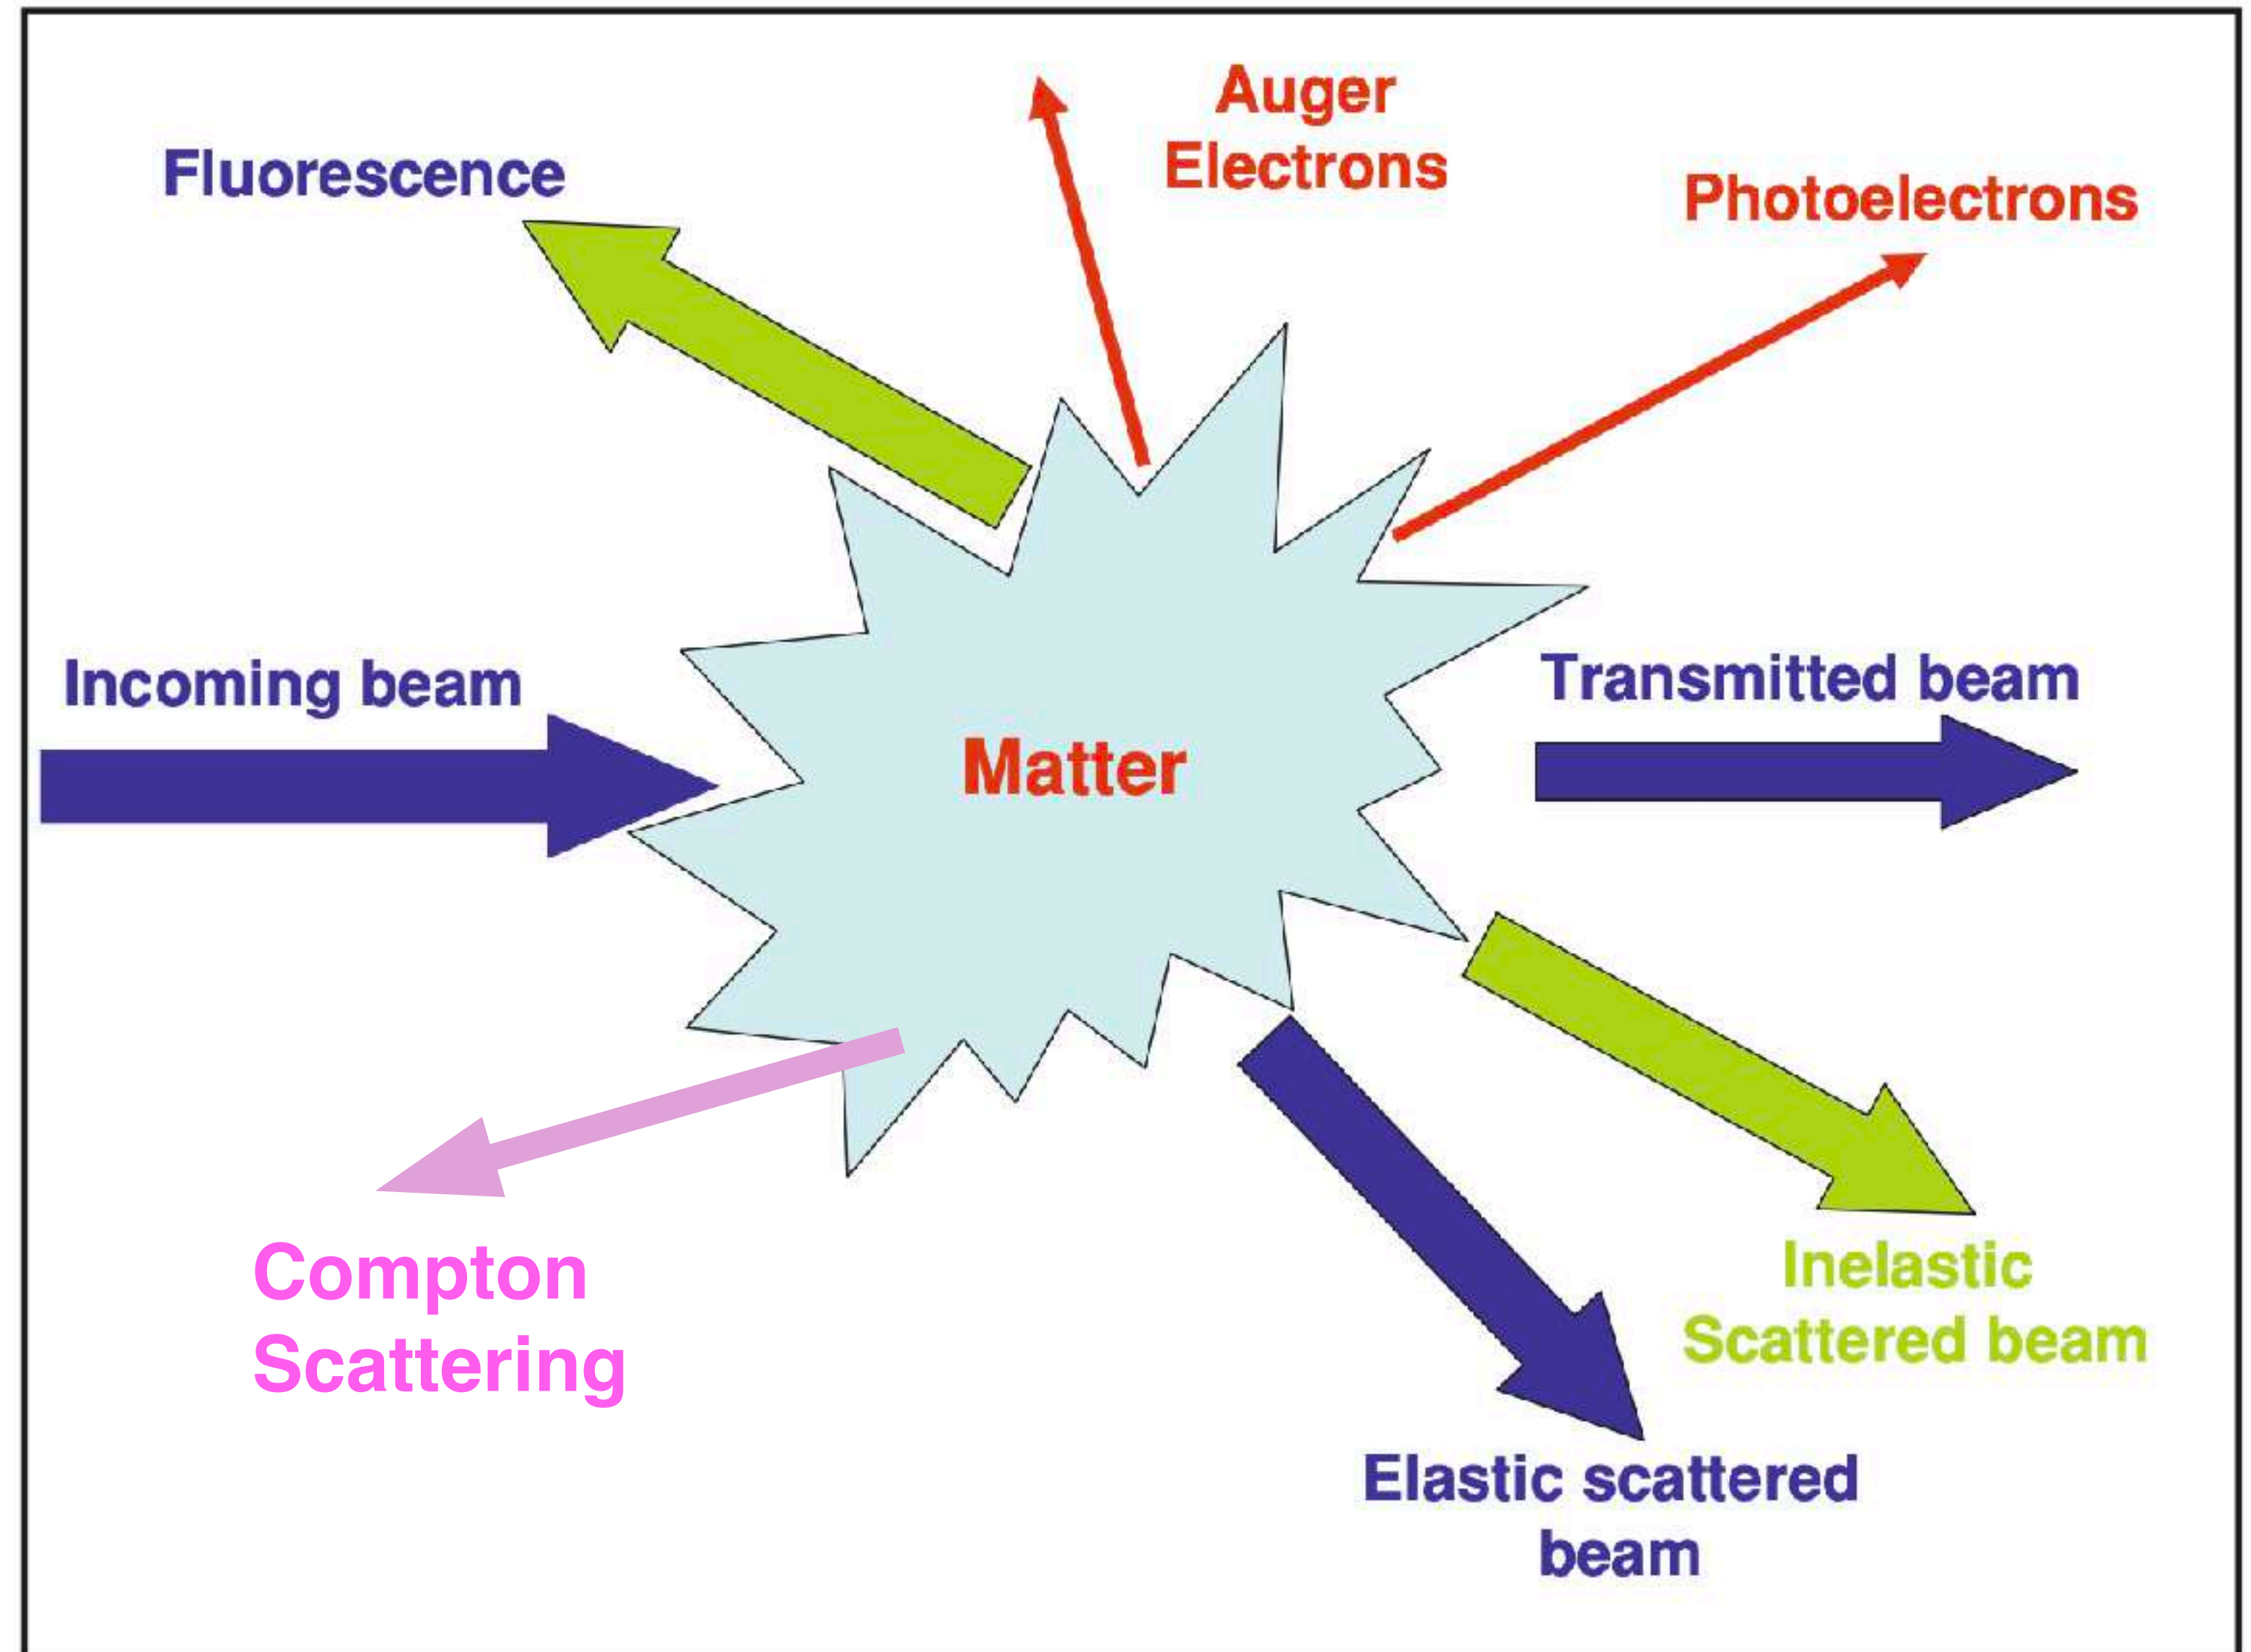 Auger
Electrons
Fluorescence
Photoelectrons
Incoming beam
Transmitted beam
Matter
Compton
Scattering
Inelastic
Scattered beam
Elastic scattered
beam